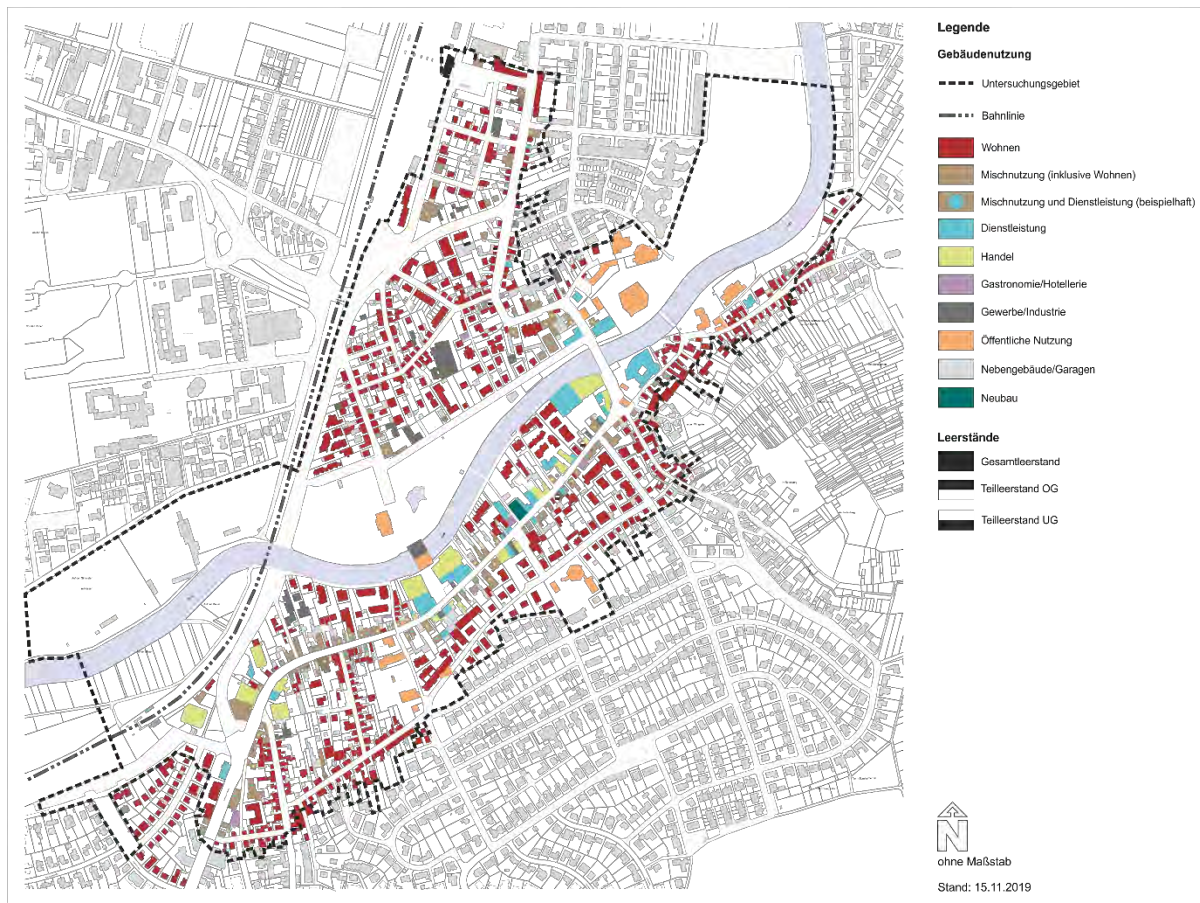 Legende
Gebäudenutzung
Untersuchungsgebiet
Bahnlinie
Wohnen
Mischnutzung (inklusive Wohnen)
Mischnutzung und Dienstleistung (beispielhaft)
Dienstleistung
Handel
Gastronomie/Hotellerie
Gewerbe/Industrie
Öffentliche Nutzung
Nebengebäude/Garagen
Neubau
Leerstände
Gesamtleerstand
Teilleerstand OG
Teilleerstand UG
N
ohne Maßstab
Stand: 15.11.2019